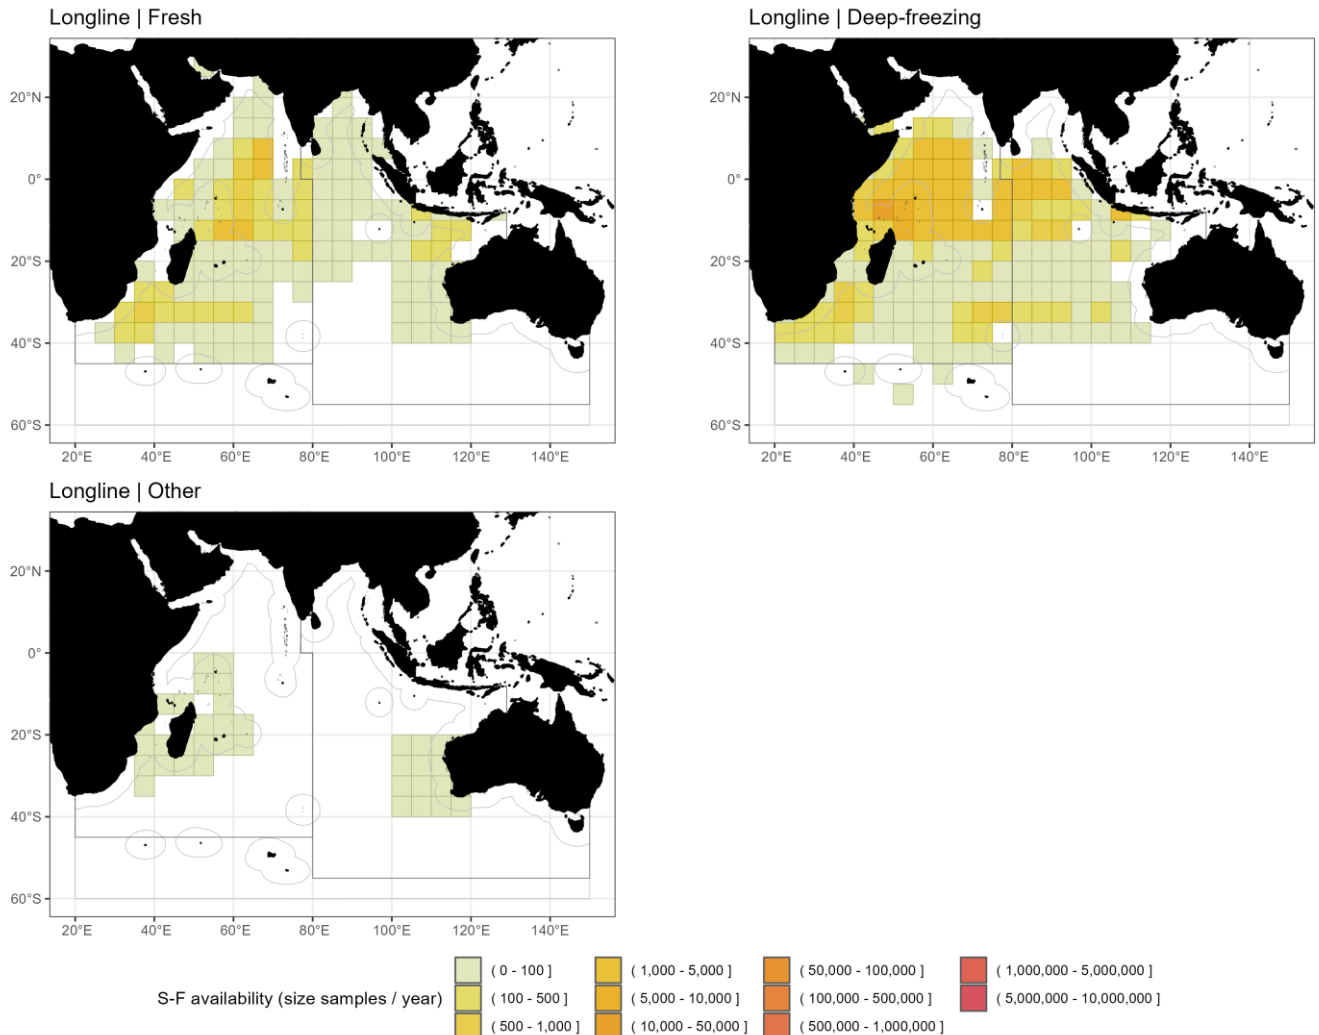 Longline | Fresh
Longline | Deep-freezing
20°N
0°
20°S
40°S
60°S
20°E 40°E 60°E 80°E 100°E 120°E 140°E
20°N
0°
20°S
40°S
60°S
20°E 40°E 60°E 80°E 100°E 120°E 140°E
Longline | Other
20°N
0°
20°S
40°S
60°S
20°E 40°E 60°E 80°E 100°E 120°E 140°E
S-F availability (size samples / year)
( 0 - 100 ]
( 100 - 500 ]
( 500 - 1,000 ]
( 1,000 - 5,000 ]
( 5,000 - 10,000 ]
( 10,000 - 50,000 ]
( 50,000 - 100,000 ]
( 100,000 - 500,000 ]
( 500,000 - 1,000,000 ]
( 1,000,000 - 5,000,000 ]
( 5,000,000 - 10,000,000 ]